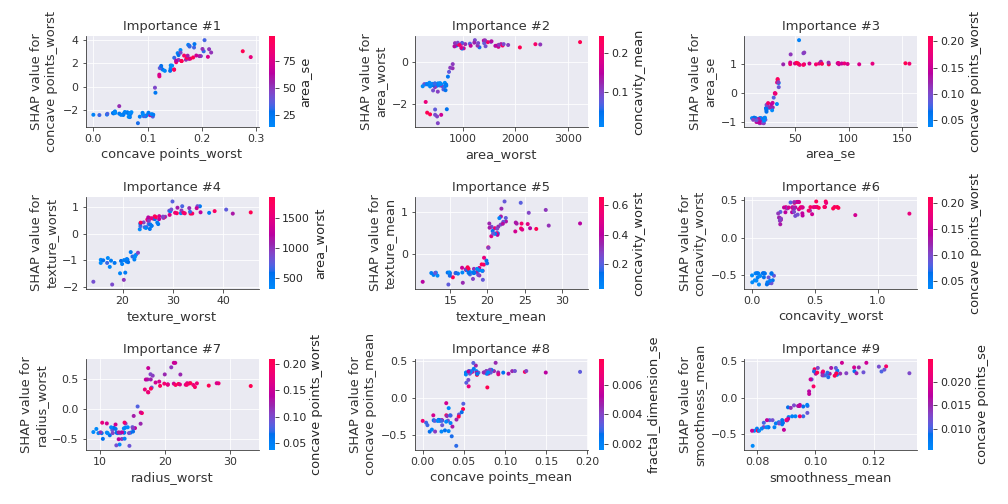 Importance #1
SHAP value for
concave points_worst
4
2
0
−2
0.0
0.1
0.2
0.3
concave points_worst
75
50
25
area_se
Importance #2
SHAP value for
area_worst
0
−2
1000
2000
3000
area_worst
0.2
0.1
concavity_mean
Importance #3
SHAP value for
area_se
1
0
−1
50
100
150
area_se
0.20
0.15
0.10
0.05
concave points_worst
Importance #4
SHAP value for
texture_worst
1
0
−1
−2
20
30
40
texture_worst
1500
1000
500
area_worst
Importance #5
SHAP value for
texture_mean
1
0
15
20
25
30
texture_mean
0.6
0.4
0.2
concavity_worst
Importance #6
SHAP value for
concavity_worst
0.5
0.0
−0.5
0.0
0.5
1.0
concavity_worst
0.20
0.15
0.10
0.05
concave points_worst
Importance #7
SHAP value for
radius_worst
0.5
0.0
−0.5
10
20
30
radius_worst
0.20
0.15
0.10
0.05
concave points_worst
Importance #8
SHAP value for
concave points_mean
0.5
0.0
−0.5
0.00
0.05
0.10
0.15
0.20
concave points_mean
0.006
0.004
0.002
fractal_dimension_se
Importance #9
SHAP value for
smoothness_mean
0.5
0.0
−0.5
0.08
0.10
0.12
smoothness_mean
0.020
0.015
0.010
concave points_se